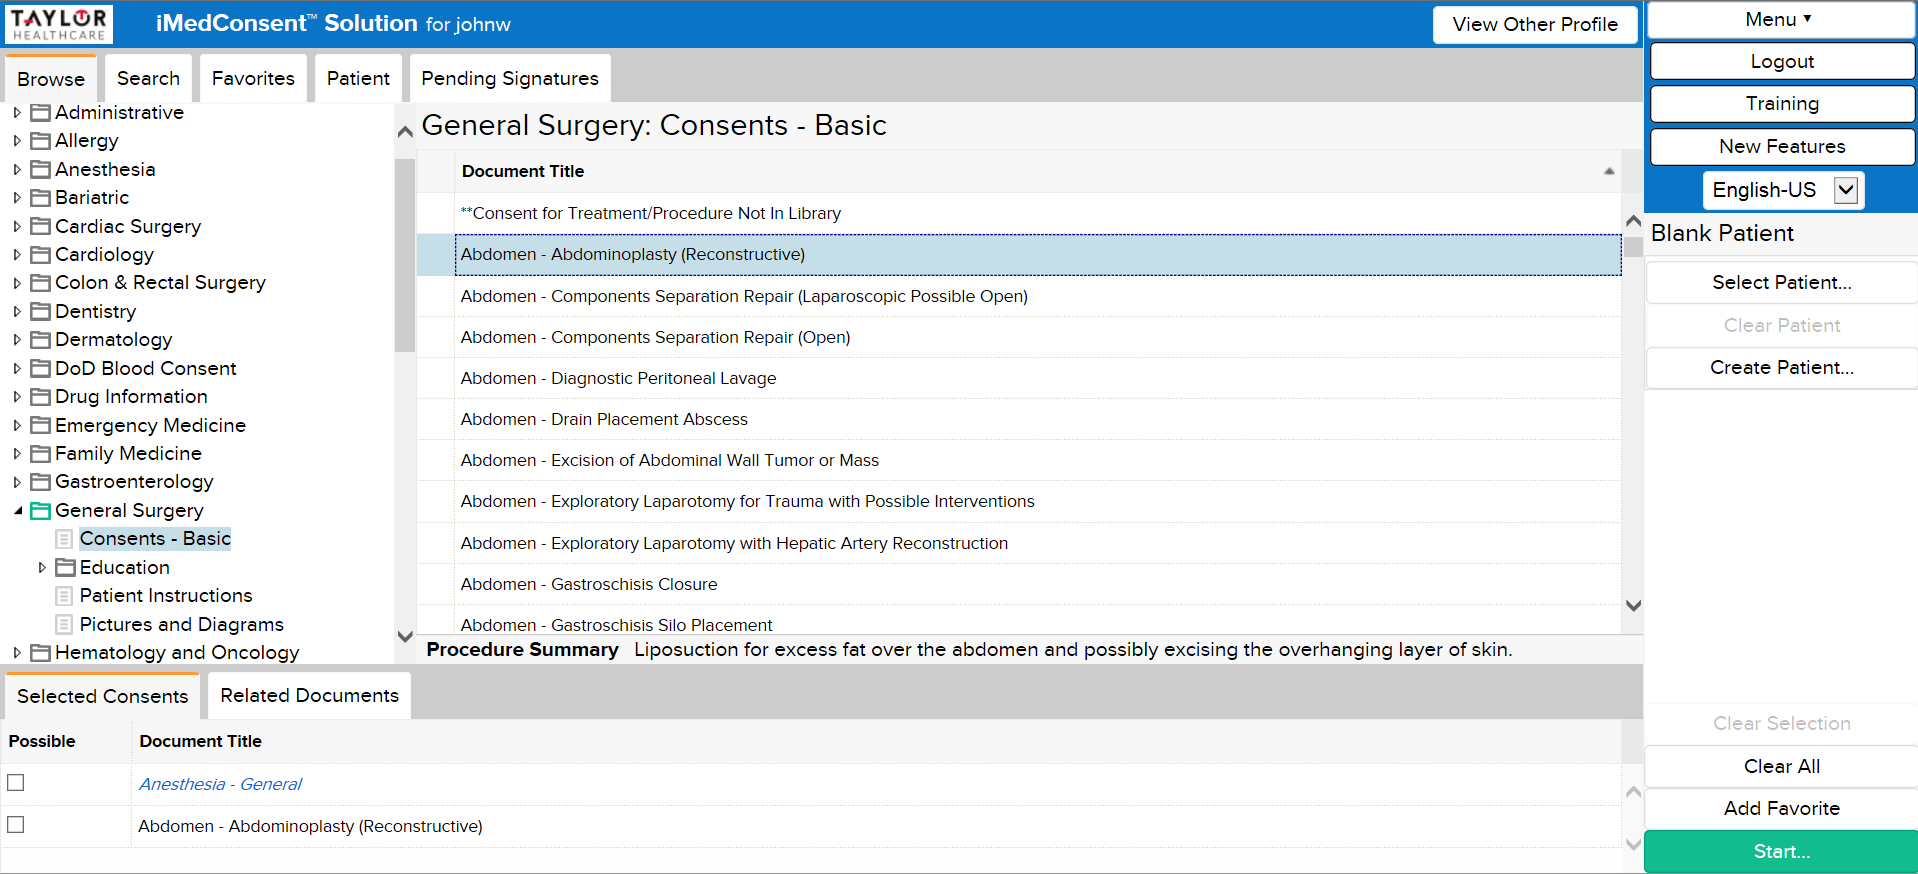 TAYLOR
HEALTHCARE
iMedConsent™ Solution for johnw
View Other Profile
Menu ▾
Logout
Training
New Features
English-US
Browse
Search
Favorites
Patient
Pending Signatures
Administrative
Allergy
Anesthesia
Bariatric
Cardiac Surgery
Cardiology
Colon & Rectal Surgery
Dentistry
Dermatology
DoD Blood Consent
Drug Information
Emergency Medicine
Family Medicine
Gastroenterology
General Surgery
Consents - Basic
Education
Patient Instructions
Pictures and Diagrams
Hematology and Oncology
General Surgery: Consents - Basic
Document Title
**Consent for Treatment/Procedure Not In Library
Abdomen - Abdominoplasty (Reconstructive)
Abdomen - Components Separation Repair (Laparoscopic Possible Open)
Abdomen - Components Separation Repair (Open)
Abdomen - Diagnostic Peritoneal Lavage
Abdomen - Drain Placement Abscess
Abdomen - Excision of Abdominal Wall Tumor or Mass
Abdomen - Exploratory Laparotomy for Trauma with Possible Interventions
Abdomen - Exploratory Laparotomy with Hepatic Artery Reconstruction
Abdomen - Gastroschisis Closure
Abdomen - Gastroschisis Silo Placement
Procedure Summary Liposuction for excess fat over the abdomen and possibly excising the overhanging layer of skin.
Blank Patient
Select Patient...
Clear Patient
Create Patient...
Selected Consents
Related Documents
Possible Document Title
Anesthesia - General
Abdomen - Abdominoplasty (Reconstructive)
Clear Selection
Clear All
Add Favorite
Start...